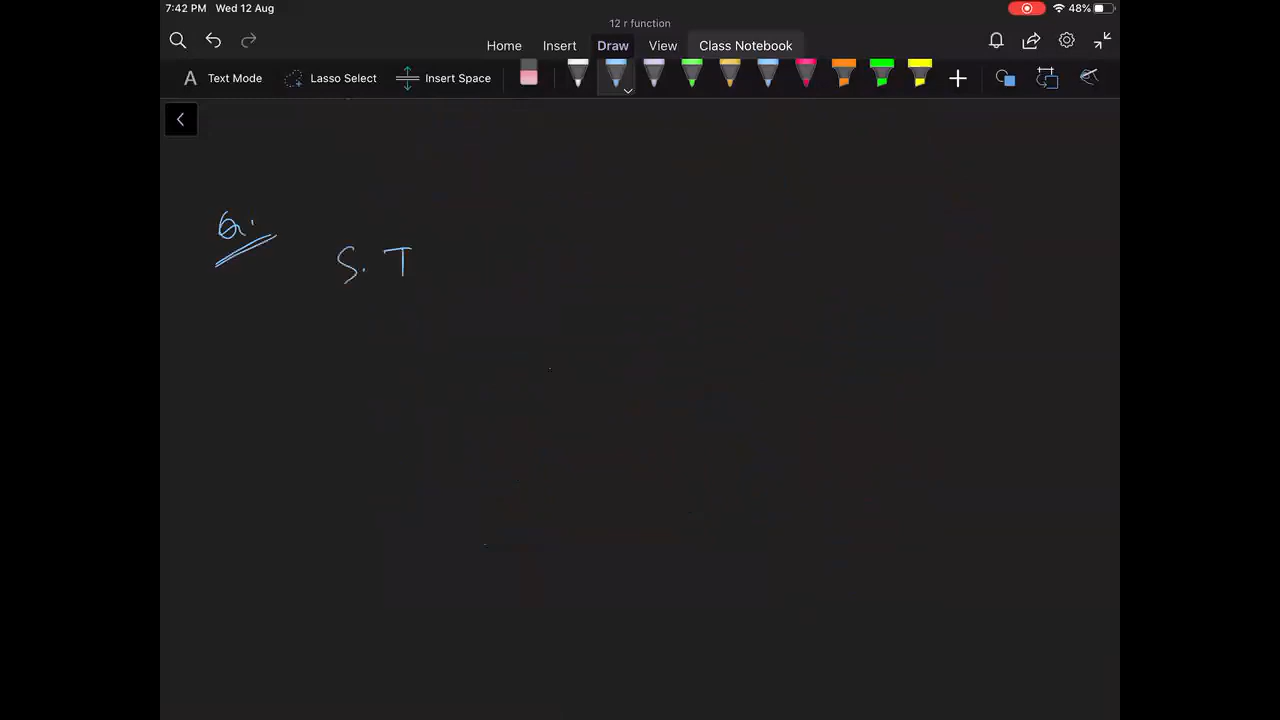 7:42 PM Wed 12 Aug
48%
12 r function
Home Insert Draw View Class Notebook
Text Mode Lasso Select Insert Space
Q.
S. T